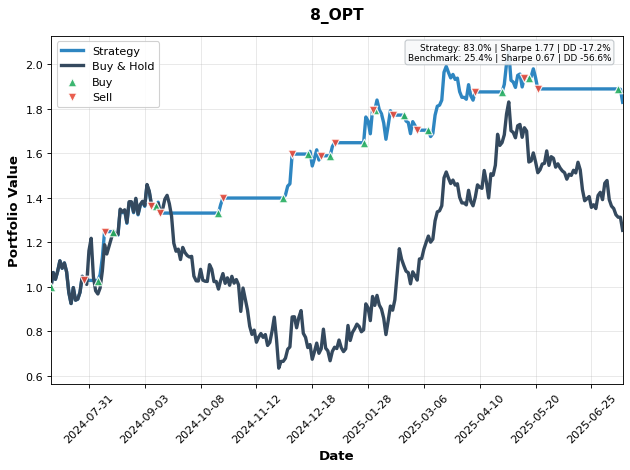 8_OPT
Strategy: 83.0% | Sharpe 1.77 | DD -17.2%
Benchmark: 25.4% | Sharpe 0.67 | DD -56.6%
Strategy
Buy & Hold
Buy
Sell
Portfolio Value
2.0
1.8
1.6
1.4
1.2
1.0
0.8
0.6
2024-07-31
2024-09-03
2024-10-08
2024-11-12
2024-12-18
2025-01-28
2025-03-06
2025-04-10
2025-05-20
2025-06-25
Date